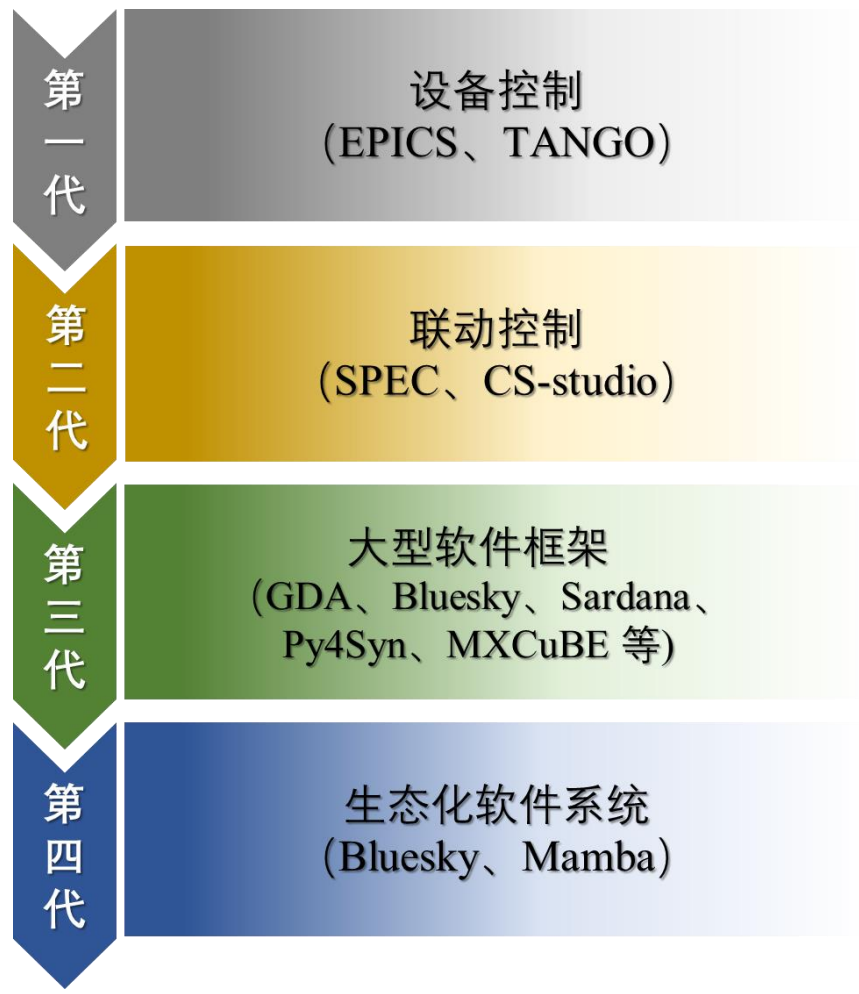 第一代
设备控制
（EPICS、TANGO）
第二代
联动控制
（SPEC、CS-studio）
第三代
大型软件框架
（GDA、Bluesky、Sardana、
Py4Syn、MXCuBE 等)
第四代
生态化软件系统
（Bluesky、Mamba）